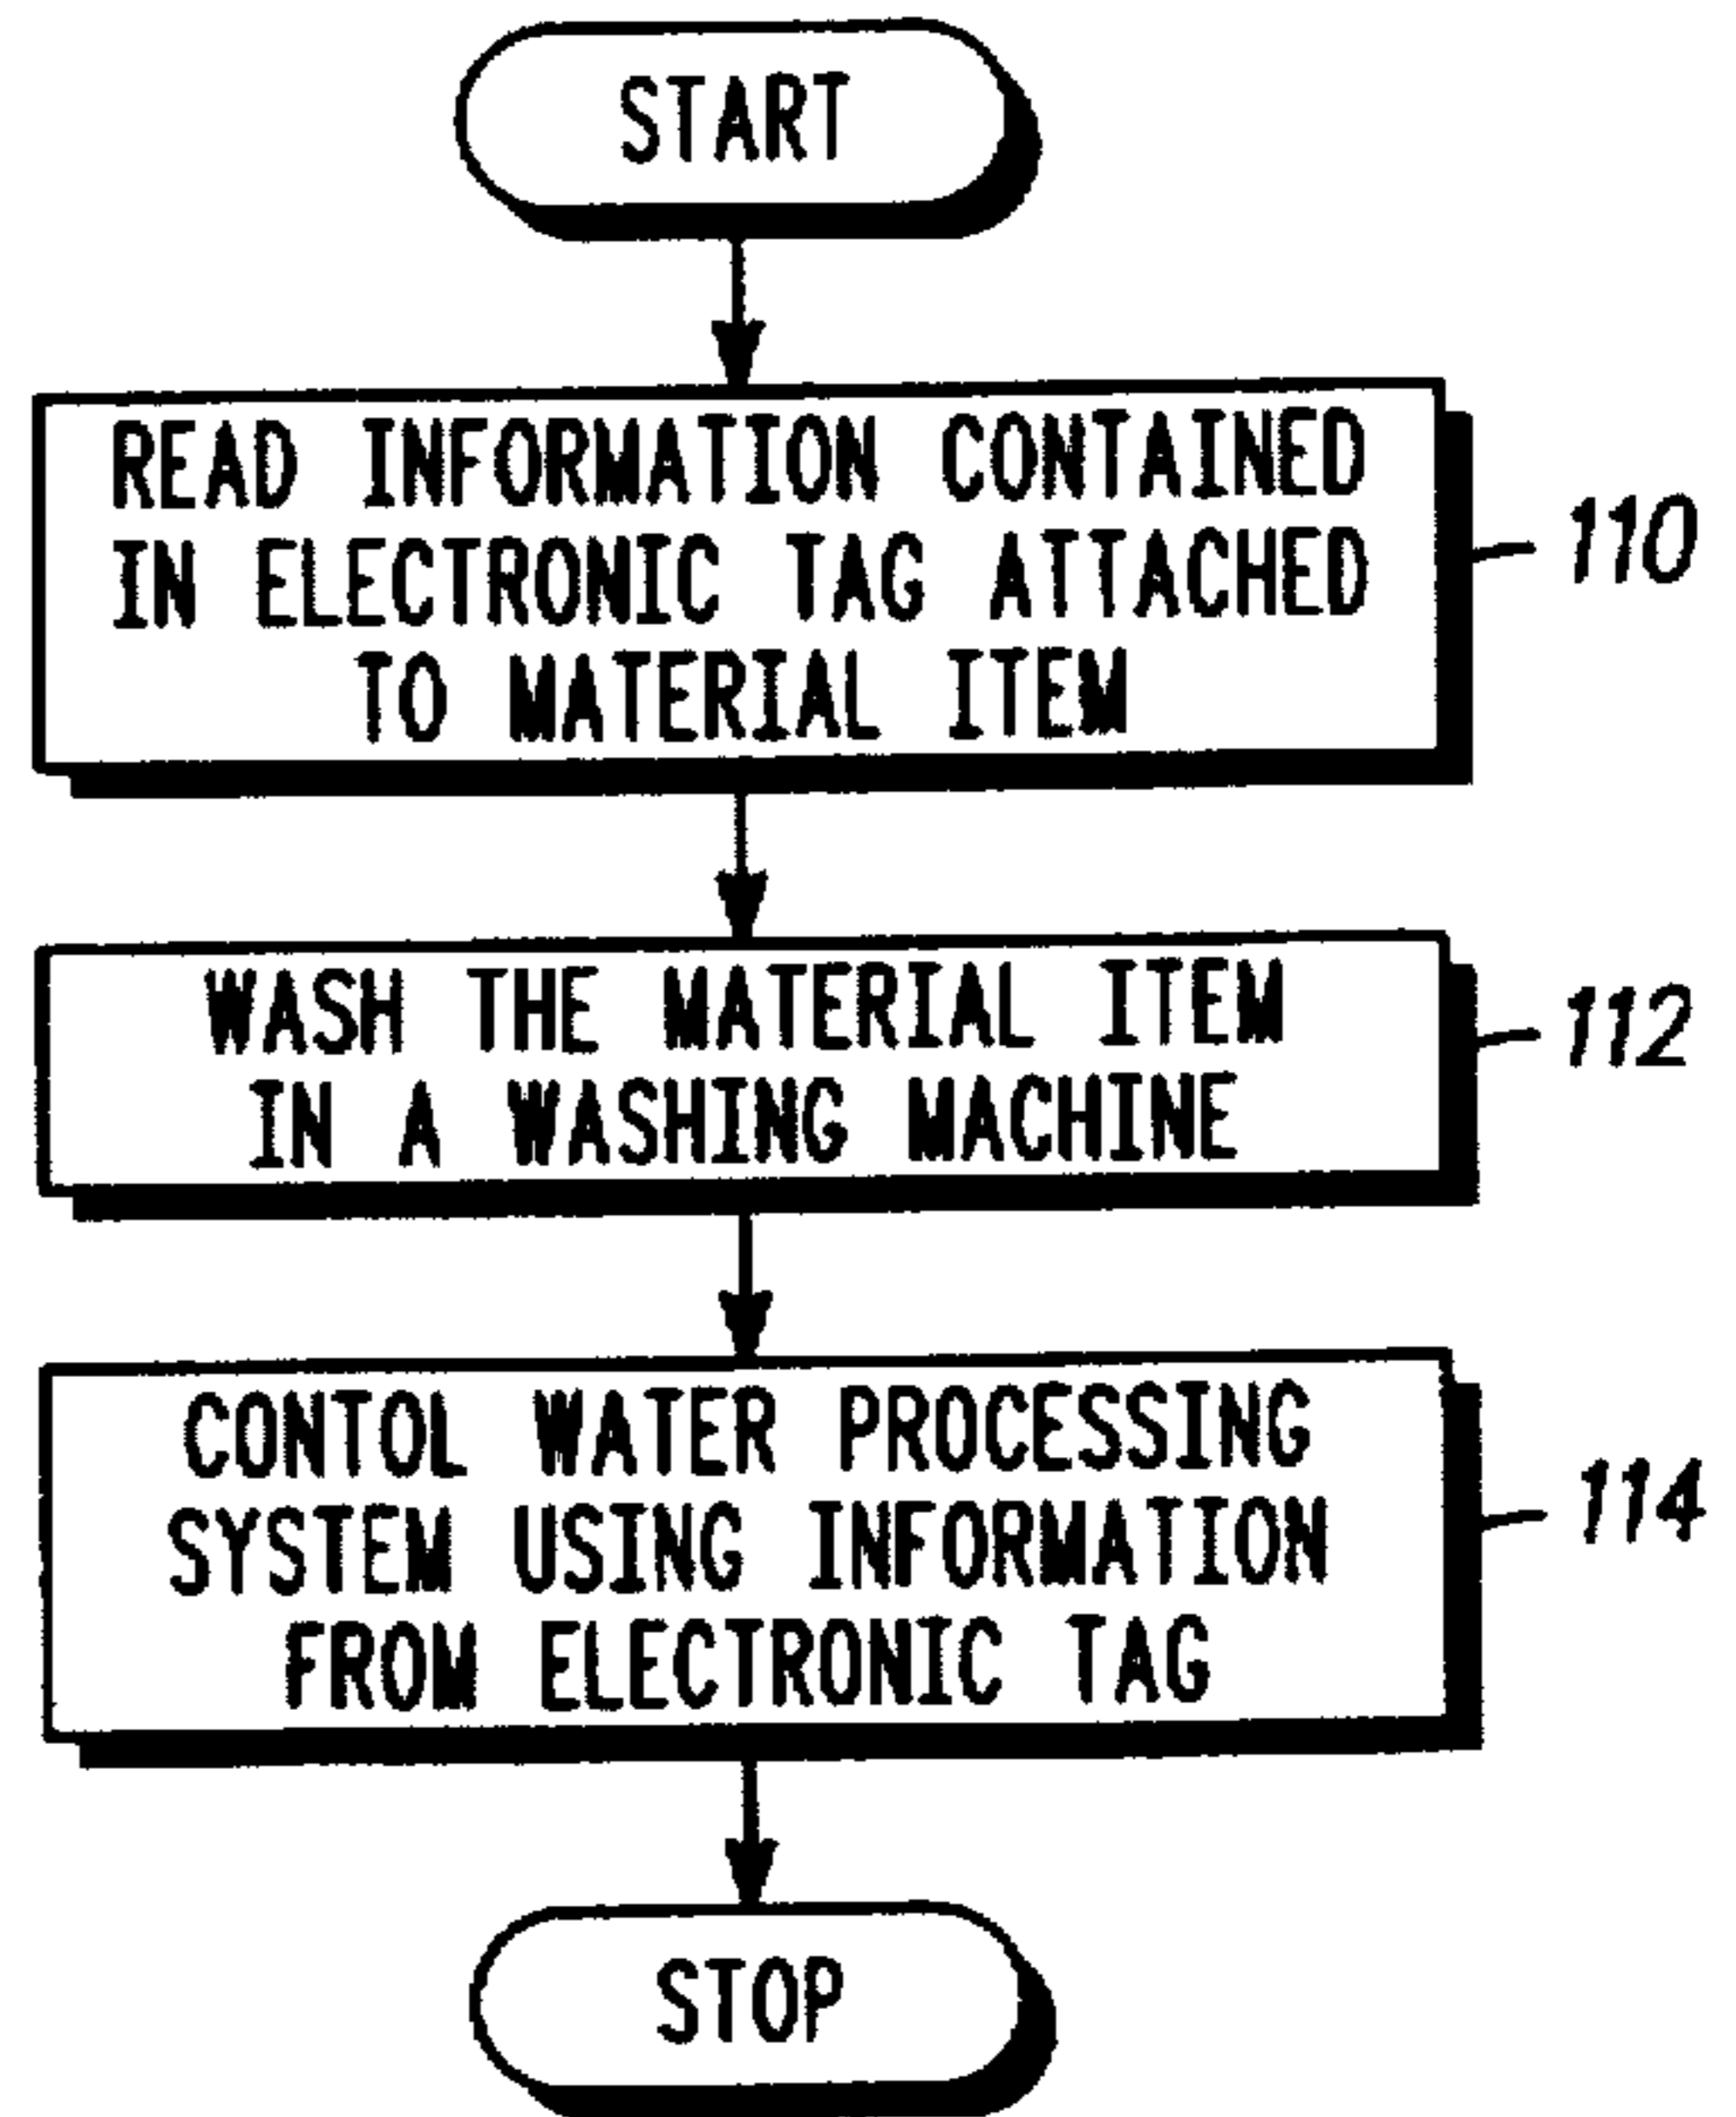 START
READ INFORMATION CONTAINED
IN ELECTRONIC TAG ATTACHED
TO MATERIAL ITEM
110
WASH THE MATERIAL ITEM
IN A WASHING MACHINE
112
CONTOL WATER PROCESSING
SYSTEM USING INFORMATION
FROM ELECTRONIC TAG
114
STOP